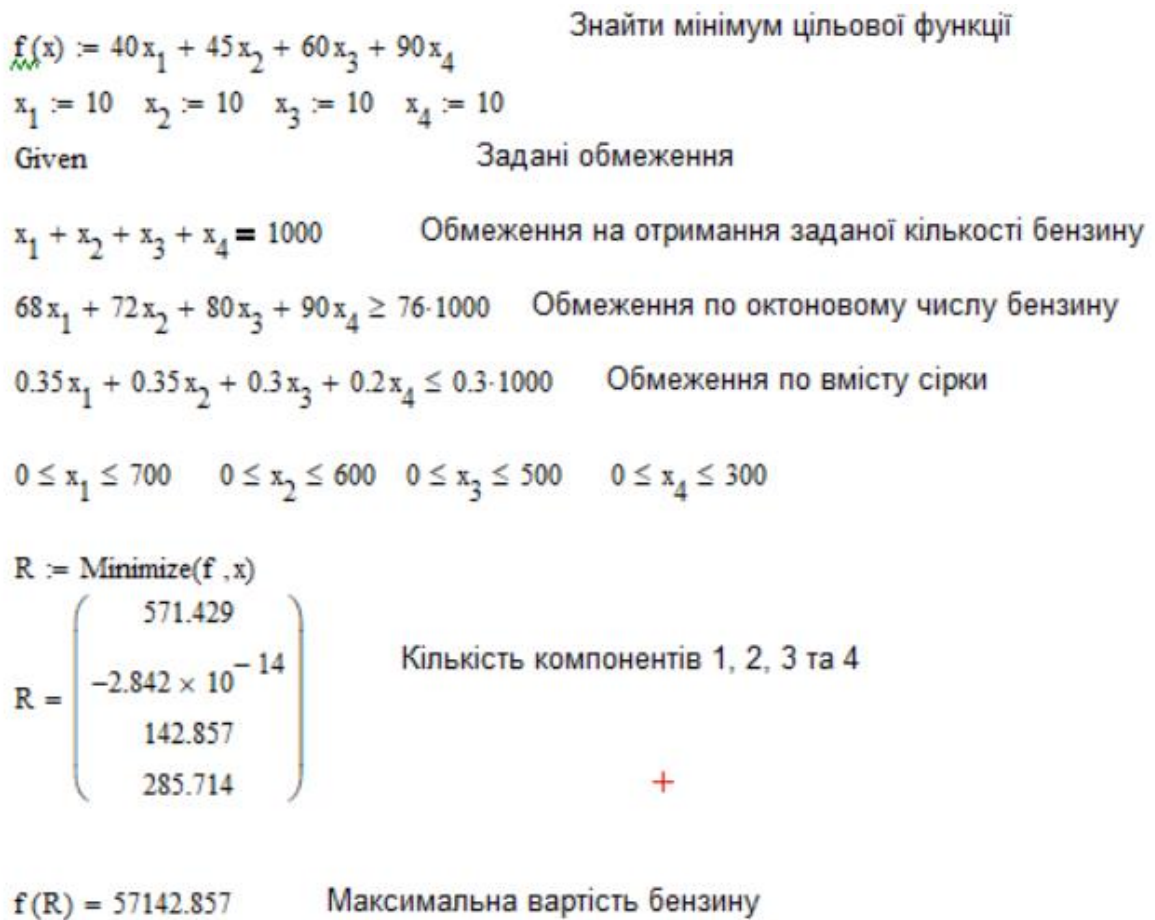 f(x) := 40x₁ + 45x₂ + 60x₃ + 90x₄ Знайти мінімум цільової функції
x₁ := 10 x₂ := 10 x₃ := 10 x₄ := 10
Given Задані обмеження
x₁ + x₂ + x₃ + x₄ = 1000 Обмеження на отримання заданої кількості бензину
68x₁ + 72x₂ + 80x₃ + 90x₄ ≥ 76·1000 Обмеження по октоновому числу бензину
0.35x₁ + 0.35x₂ + 0.3x₃ + 0.2x₄ ≤ 0.3·1000 Обмеження по вмісту сірки
0 ≤ x₁ ≤ 700 0 ≤ x₂ ≤ 600 0 ≤ x₃ ≤ 500 0 ≤ x₄ ≤ 300
R := Minimize(f ,x)
571.429
−2.842 × 10⁻¹⁴ Кількість компонентів 1, 2, 3 та 4
R =
142.857
285.714
f(R) = 57142.857 Максимальна вартість бензину